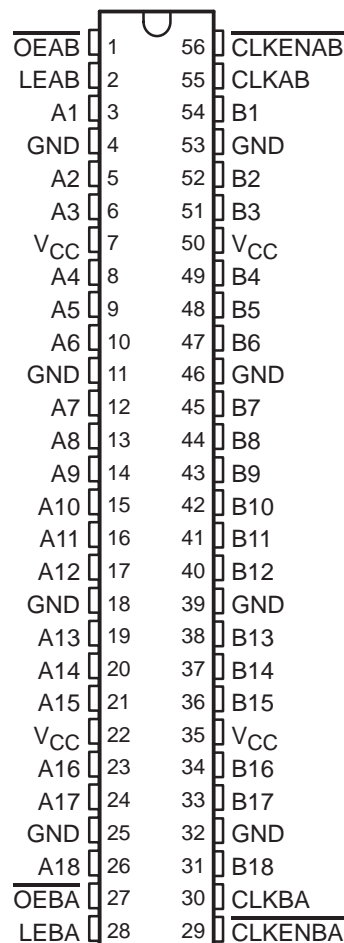 OEAB 1 56 CLKENAB
LEAB 2 55 CLKAB
A1 3 54 B1
GND 4 53 GND
A2 5 52 B2
A3 6 51 B3
VCC 7 50 VCC
A4 8 49 B4
A5 9 48 B5
A6 10 47 B6
GND 11 46 GND
A7 12 45 B7
A8 13 44 B8
A9 14 43 B9
A10 15 42 B10
A11 16 41 B11
A12 17 40 B12
GND 18 39 GND
A13 19 38 B13
A14 20 37 B14
A15 21 36 B15
VCC 22 35 VCC
A16 23 34 B16
A17 24 33 B17
GND 25 32 GND
A18 26 31 B18
OEBA 27 30 CLKBA
LEBA 28 29 CLKENBA